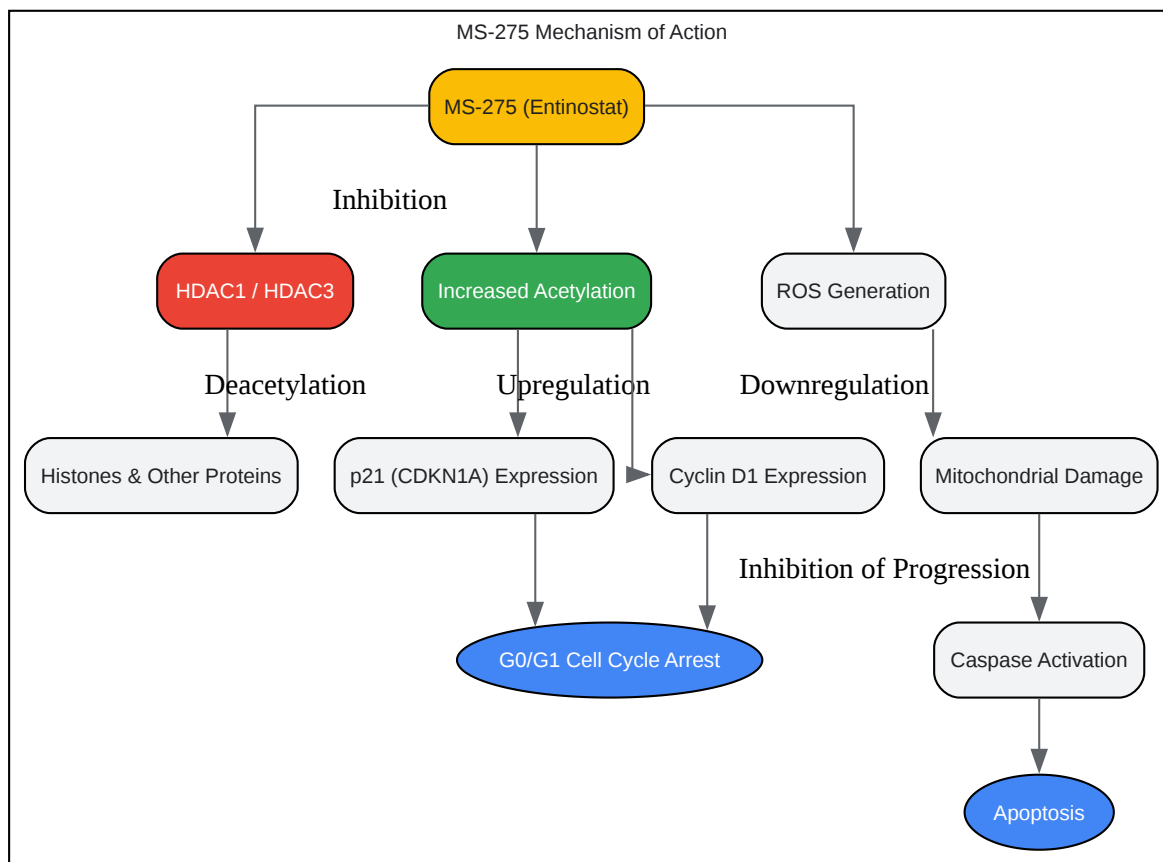 MS-275 Mechanism of Action
MS-275 (Entinostat)
Inhibition
HDAC1 / HDAC3
Increased Acetylation
ROS Generation
Deacetylation
Upregulation
Downregulation
Histones & Other Proteins
p21 (CDKN1A) Expression
Cyclin D1 Expression
Mitochondrial Damage
Inhibition of Progression
G0/G1 Cell Cycle Arrest
Caspase Activation
Apoptosis